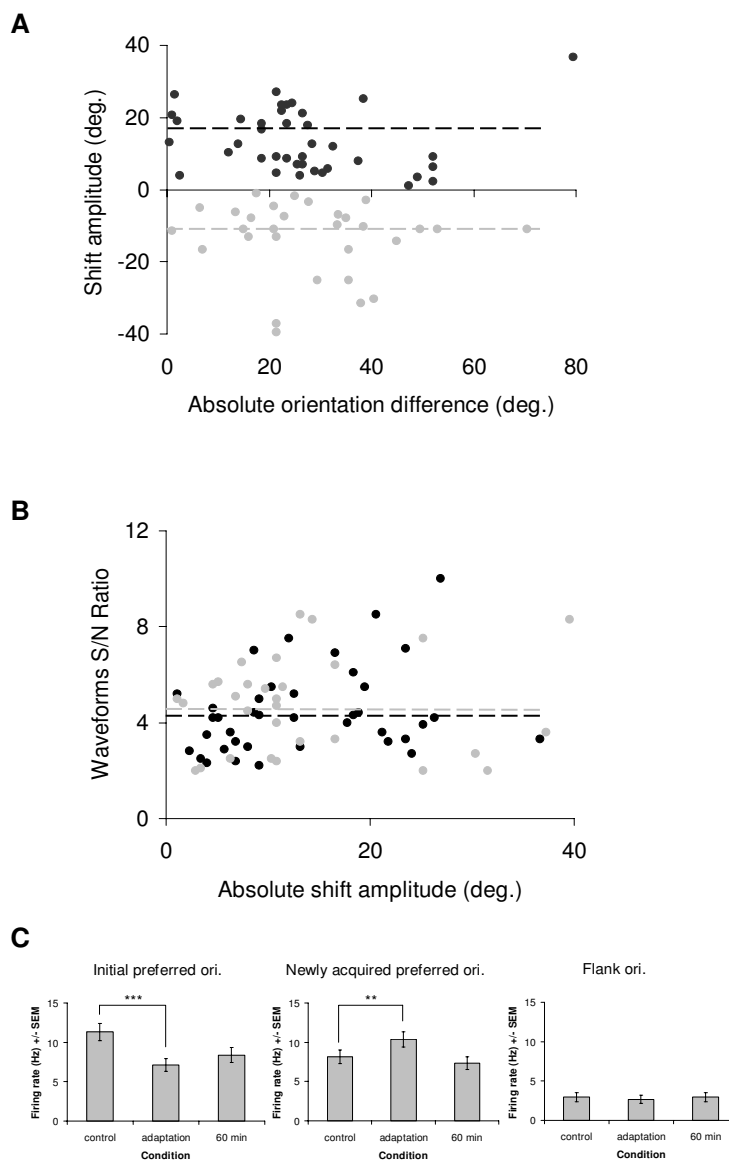 A
40
20
0
-20
-40
Shift amplitude (deg.)
0 20 40 60 80
Absolute orientation difference (deg.)
B
12
8
4
0
Waveforms S/N Ratio
0 20 40
Absolute shift amplitude (deg.)
C
Initial preferred ori.
***
15
10
5
0
Firing rate (Hz) +/- SEM
control adaptation 60 min
Condition
Newly acquired preferred ori.
**
15
10
5
0
Firing rate (Hz) +/- SEM
control adaptation 60 min
Condition
Flank ori.
15
10
5
0
Firing rate (Hz) +/- SEM
control adaptation 60 min
Condition